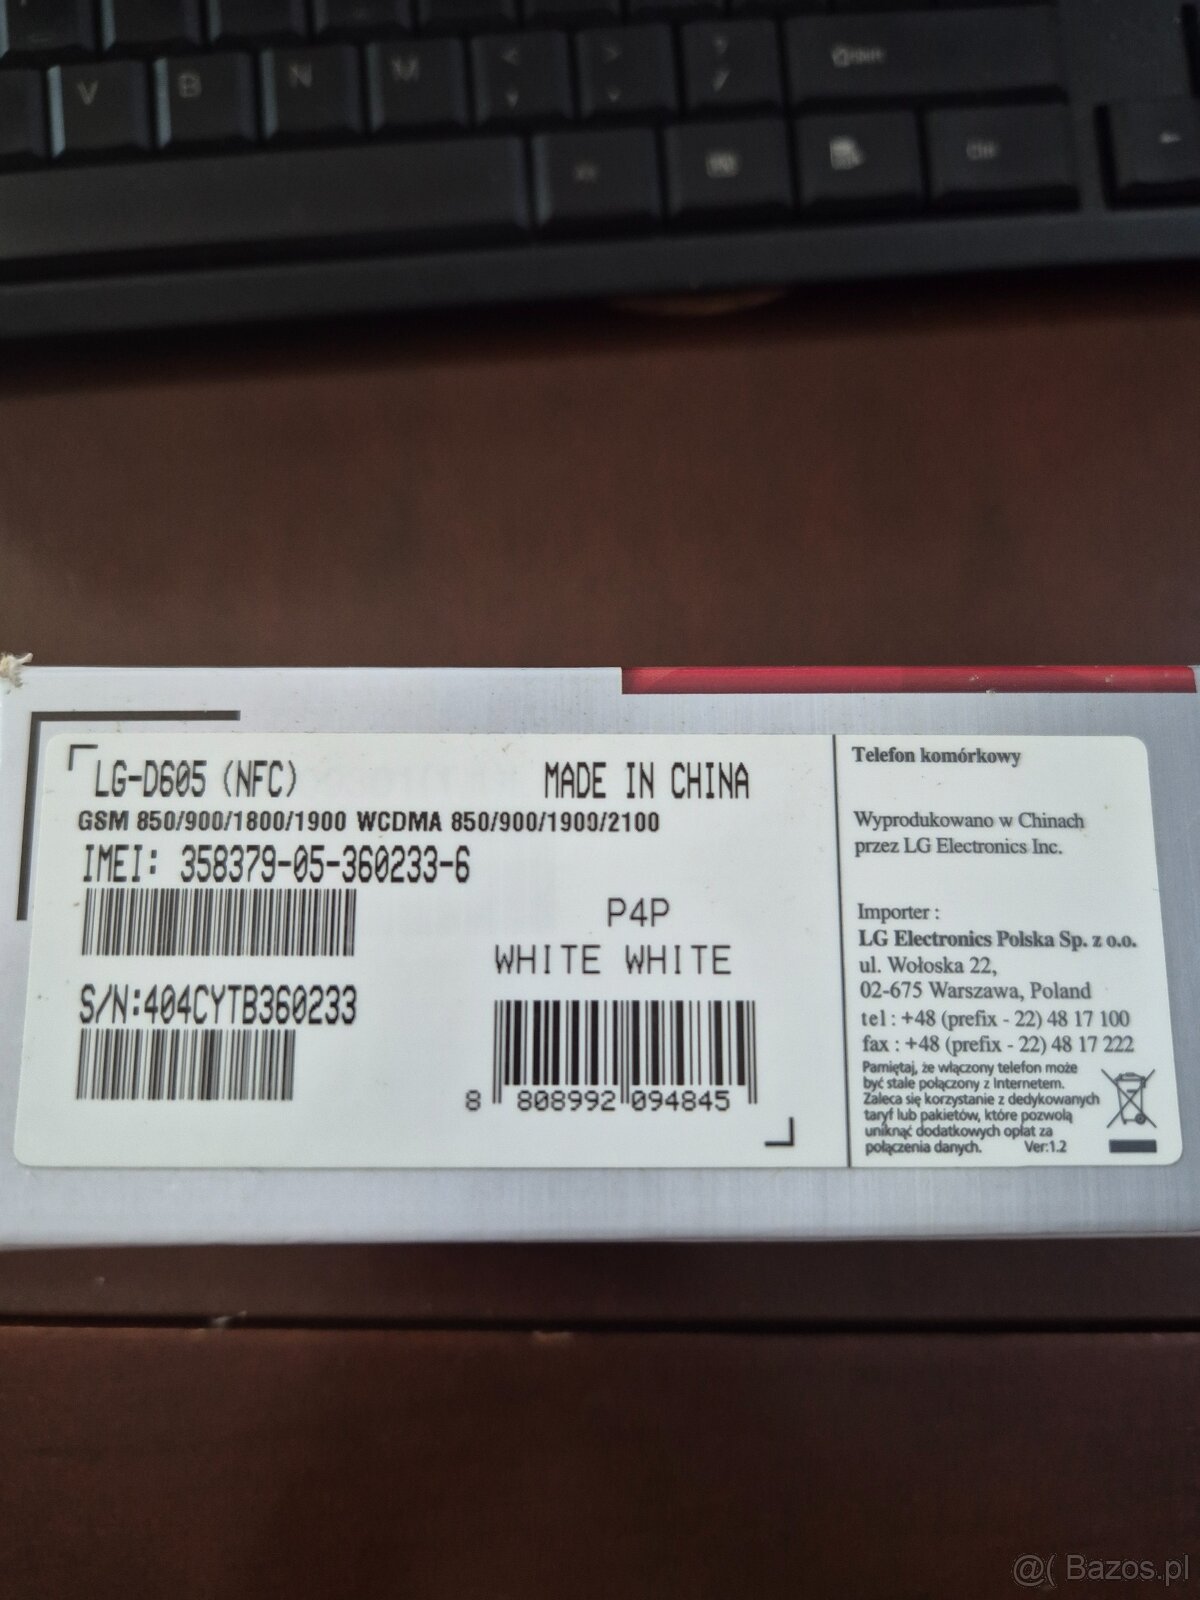 V B N M < > ?
/
Alt
Ctrl
LG-D605 (NFC)
MADE IN CHINA
GSM 850/900/1800/1900 WCDMA 850/900/1900/2100
IMEI: 358379-05-360233-6
P4P
WHITE WHITE
S/N:404CYTB360233
8 808992 094845
Telefon komórkowy
Wyprodukowano w Chinach
przez LG Electronics Inc.
Importer :
LG Electronics Polska Sp. z o.o.
ul. Wołoska 22,
02-675 Warszawa, Poland
tel : +48 (prefix - 22) 48 17 100
fax : +48 (prefix - 22) 48 17 222
Pamiętaj, że włączony telefon może
być stale połączony z Internetem.
Zaleca się korzystanie z dedykowanych
taryf lub pakietów, które pozwolą
uniknąć dodatkowych opłat za
połączenia danych. Ver:1.2
@( Bazos.pl